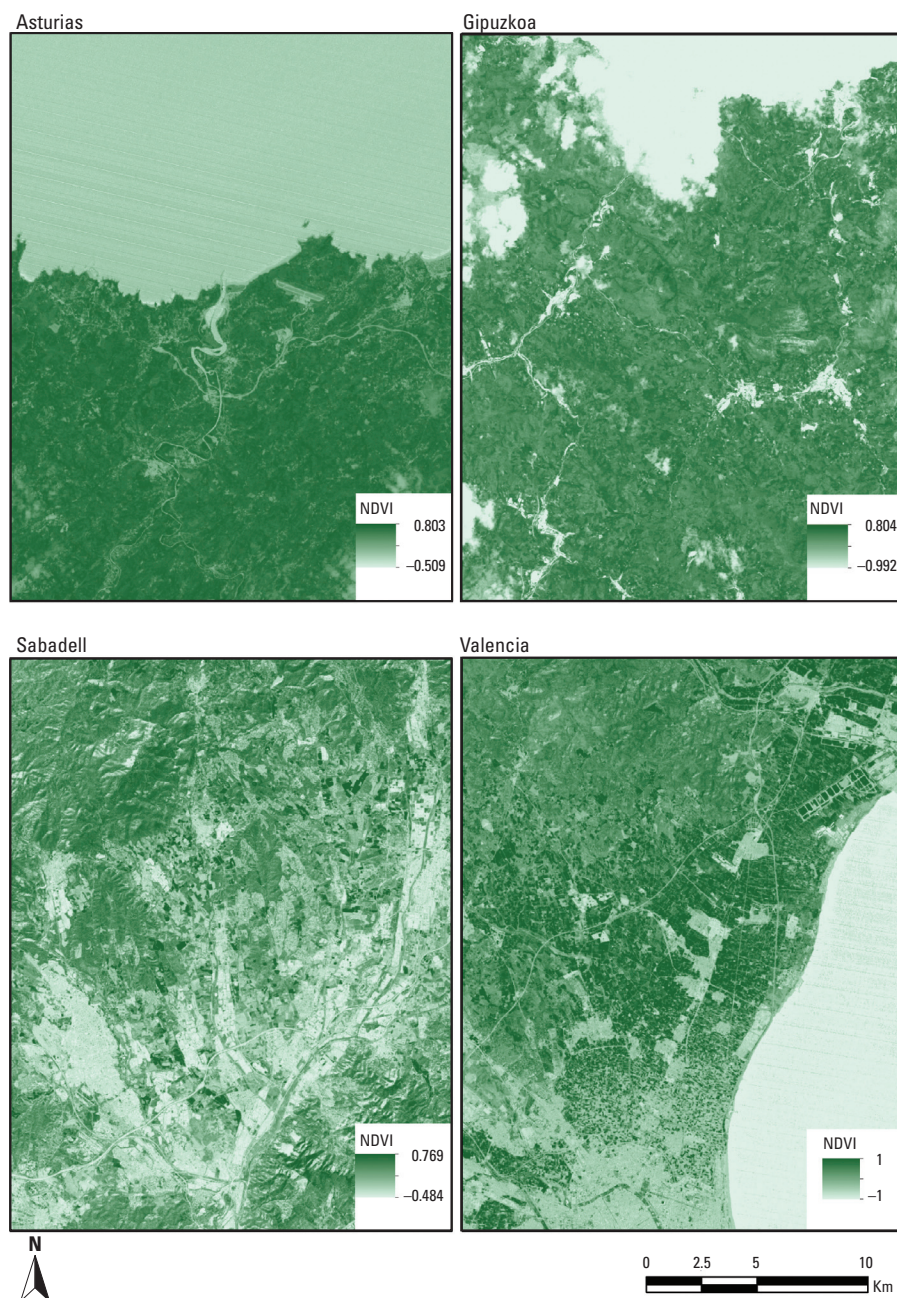 Asturias
Gipuzkoa
NDVI
0.803
–0.509
NDVI
0.804
–0.992
Sabadell
Valencia
NDVI
0.769
–0.484
NDVI
1
–1
N
0 2.5 5 10
Km